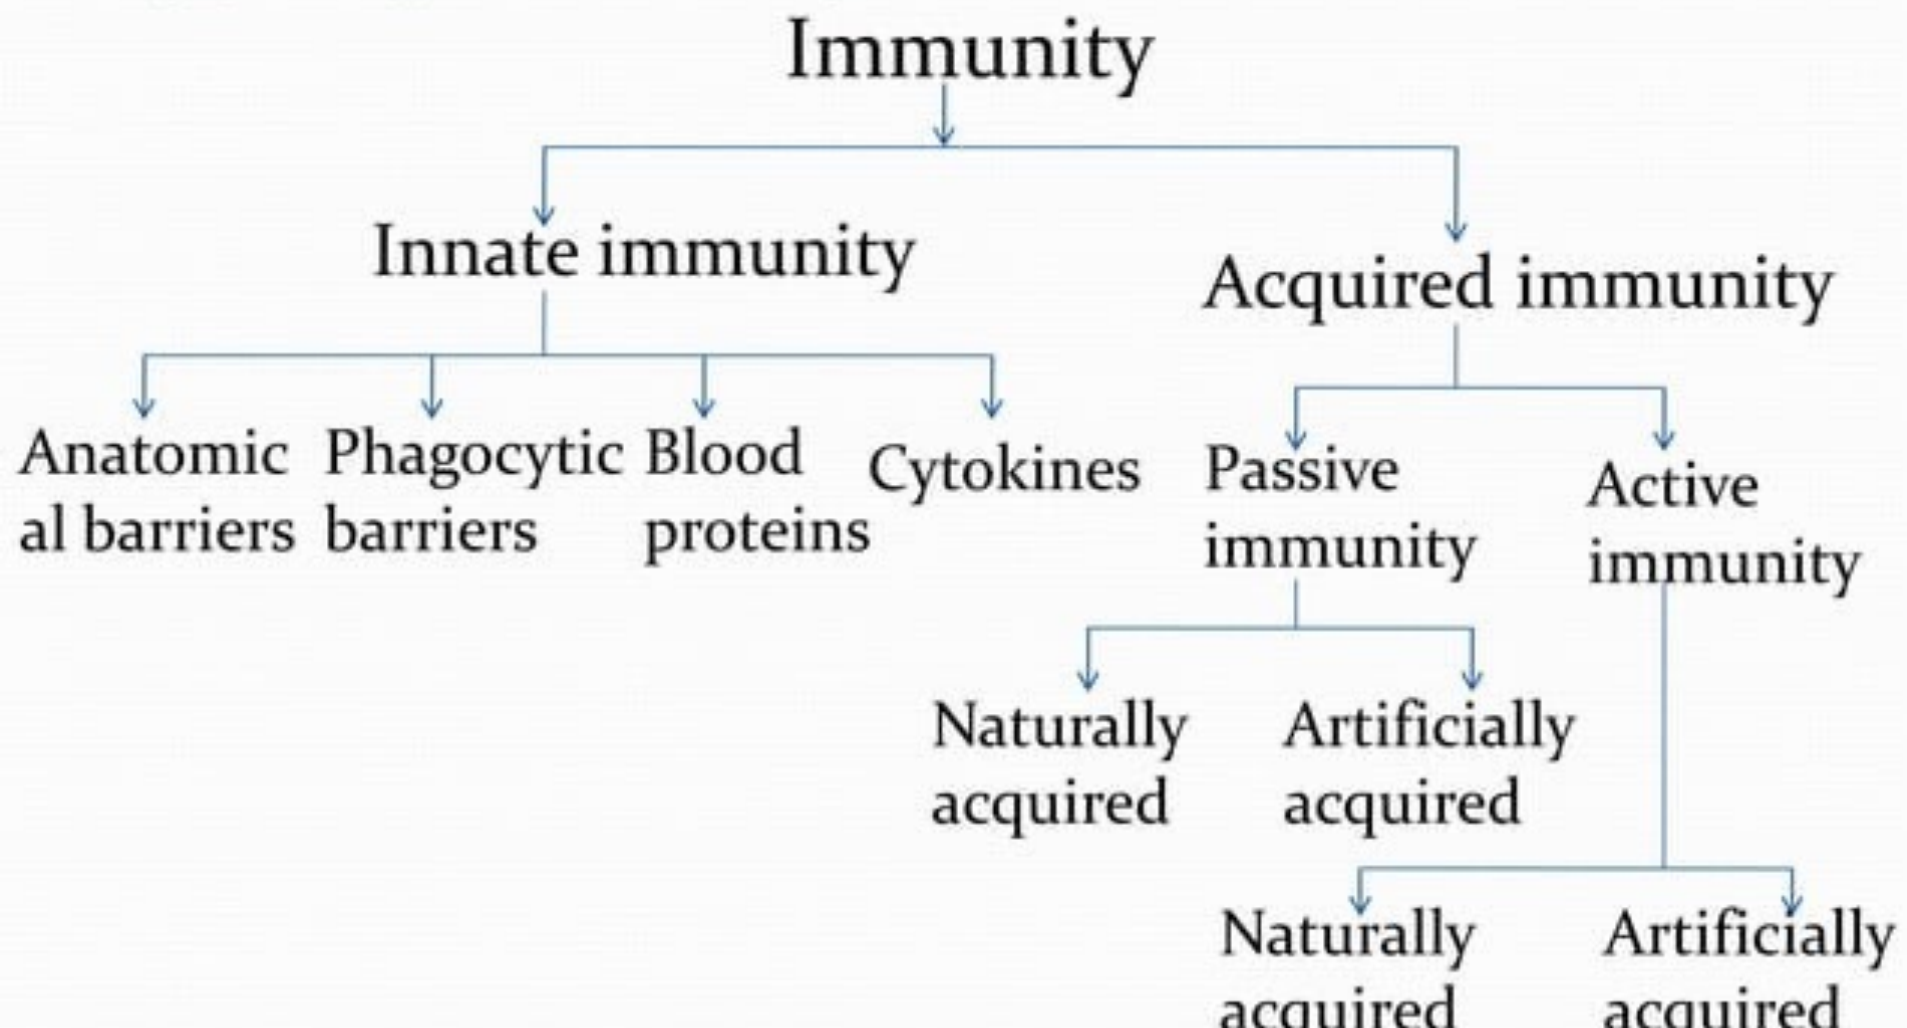 Immunity
Innate immunity
Acquired immunity
Anatomic
al barriers
Phagocytic
barriers
Blood
proteins
Cytokines
Passive
immunity
Active
immunity
Naturally
acquired
Artificially
acquired
Naturally
acquired
Artificially
acquired